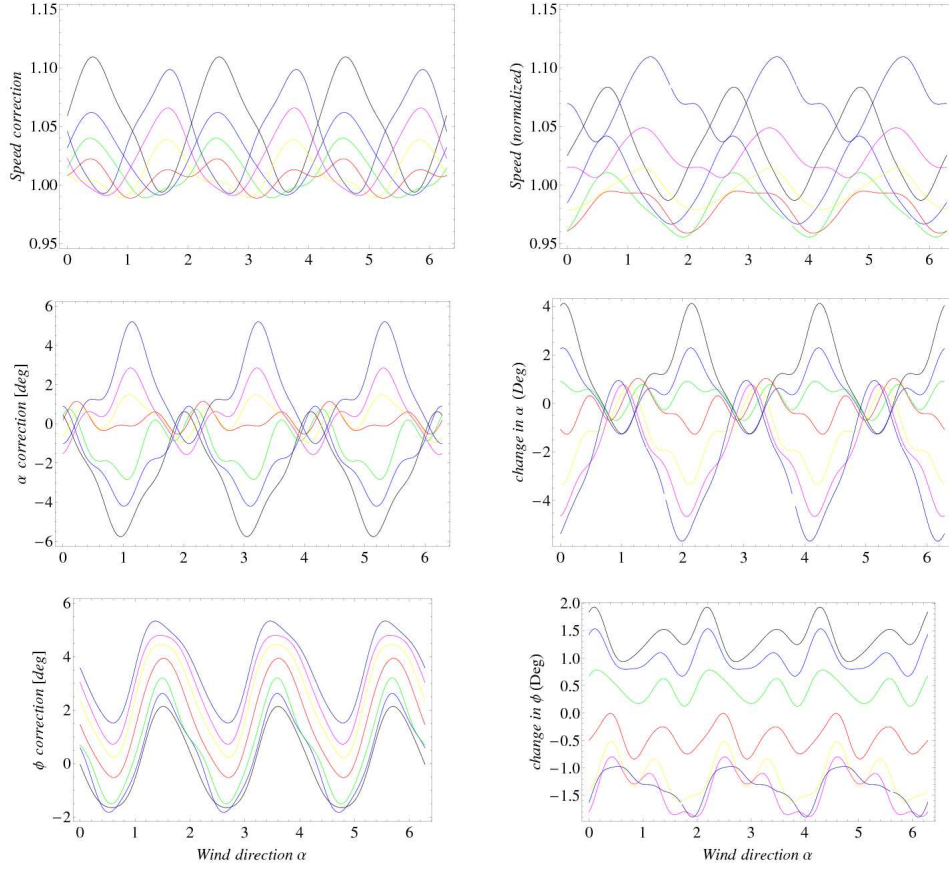 1.15
1.10
1.05
1.00
0.95
Speed correction
0 1 2 3 4 5 6
1.15
1.10
1.05
1.00
0.95
Speed (normalized)
0 1 2 3 4 5 6
6
4
2
0
−2
−4
−6
α correction [deg]
0 1 2 3 4 5 6
4
2
0
−2
−4
change in α (Deg)
0 1 2 3 4 5 6
6
4
2
0
−2
ϕ correction [deg]
0 1 2 3 4 5 6
Wind direction α
2.0
1.5
1.0
0.5
0.0
−0.5
−1.0
−1.5
change in ϕ (Deg)
0 1 2 3 4 5 6
Wind direction α